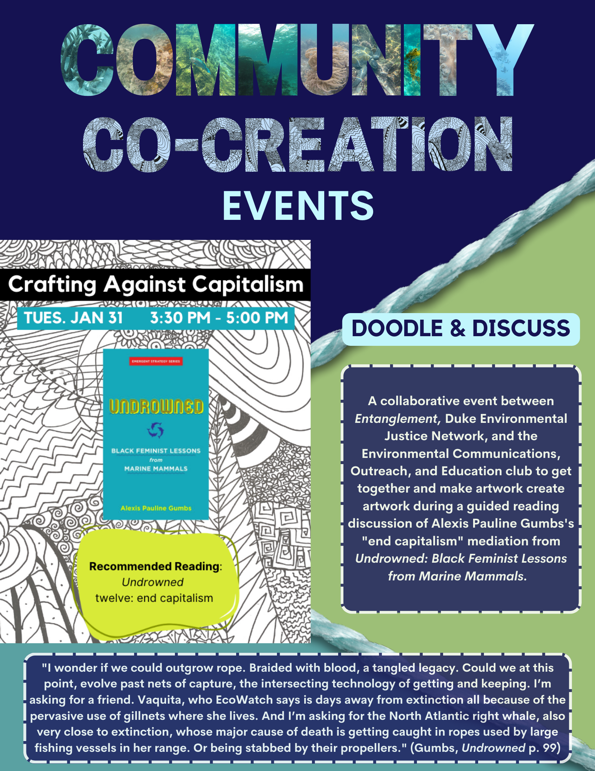 COMMUNITY
CO-CREATION
EVENTS
Crafting Against Capitalism
TUES. JAN 31 3:30 PM - 5:00 PM
EMERGENT STRATEGY SERIES
UNDROWNED
BLACK FEMINIST LESSONS
from
MARINE MAMMALS
Alexis Pauline Gumbs
Recommended Reading:
Undrowned
twelve: end capitalism
DOODLE & DISCUSS
A collaborative event between
Entanglement, Duke Environmental
Justice Network, and the
Environmental Communications,
Outreach, and Education club to get
together and make artwork create
artwork during a guided reading
discussion of Alexis Pauline Gumbs's
"end capitalism" mediation from
Undrowned: Black Feminist Lessons
from Marine Mammals.
"I wonder if we could outgrow rope. Braided with blood, a tangled legacy. Could we at this
point, evolve past nets of capture, the intersecting technology of getting and keeping. I'm
asking for a friend. Vaquita, who EcoWatch says is days away from extinction all because of the
pervasive use of gillnets where she lives. And I'm asking for the North Atlantic right whale, also
very close to extinction, whose major cause of death is getting caught in ropes used by large
fishing vessels in her range. Or being stabbed by their propellers." (Gumbs, Undrowned p. 99)